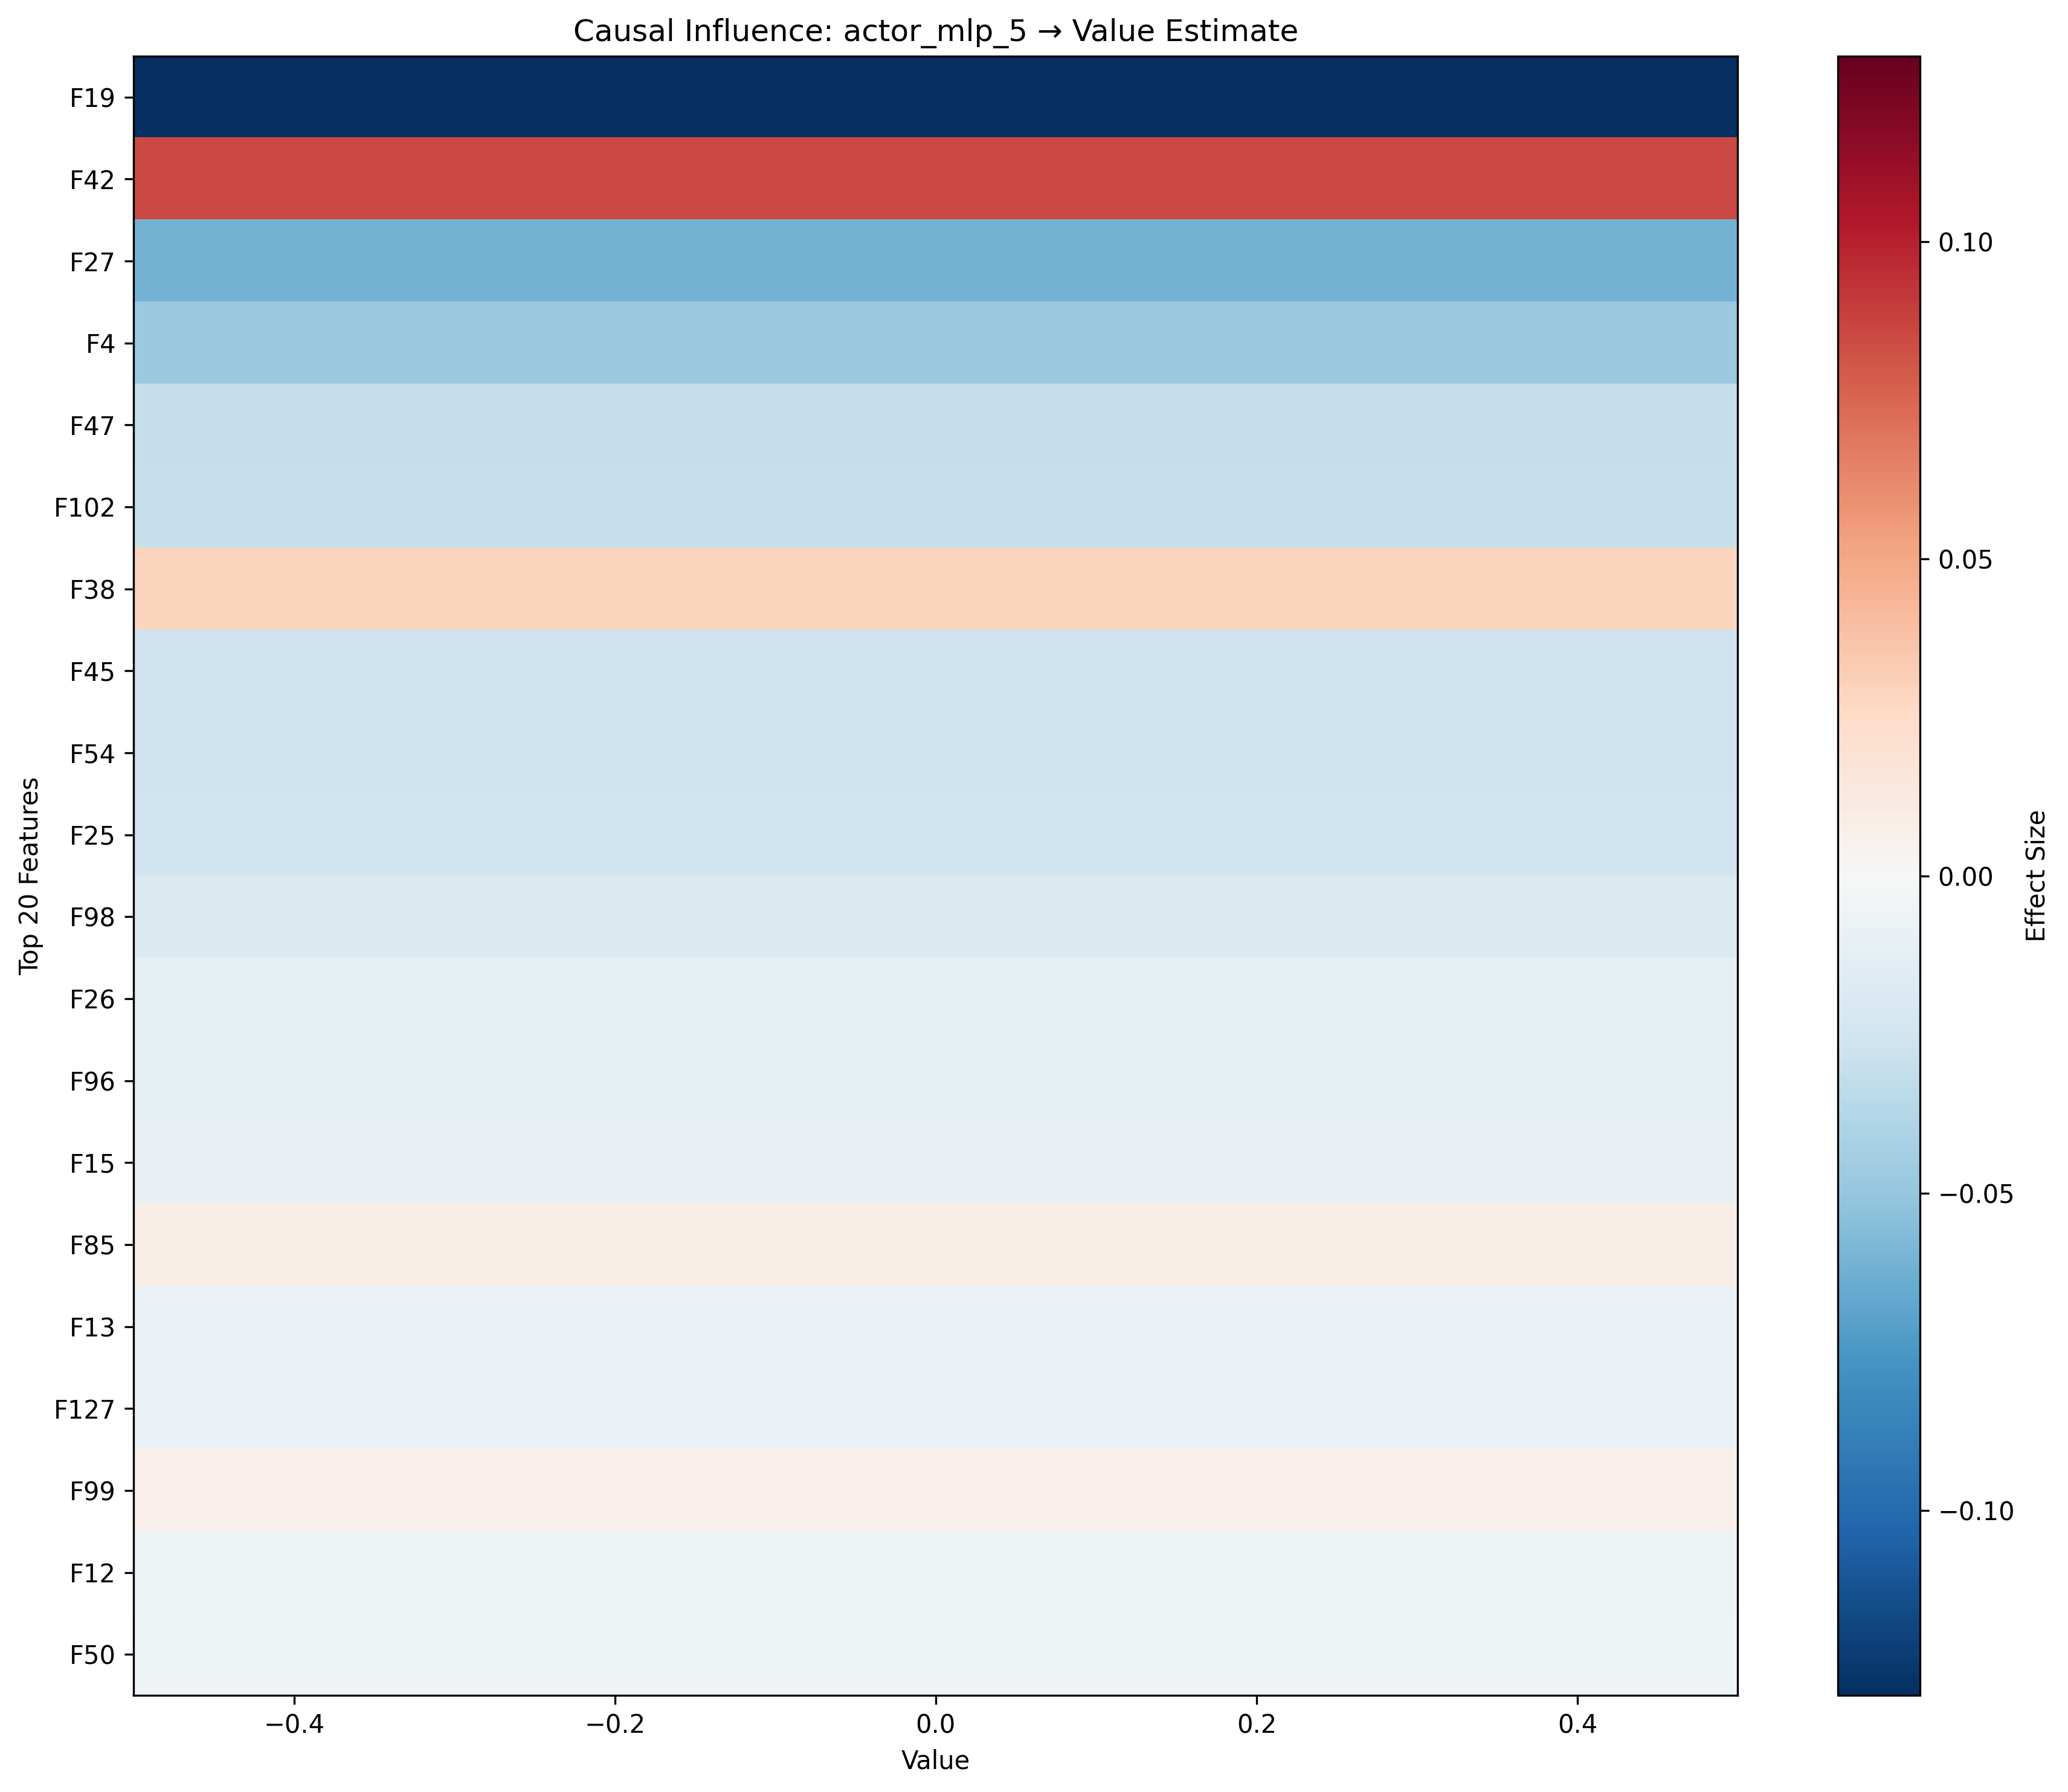 Causal Influence: actor_mlp_5 → Value Estimate
Top 20 Features
F19
F42
F27
F4
F47
F102
F38
F45
F54
F25
F98
F26
F96
F15
F85
F13
F127
F99
F12
F50
−0.4
−0.2
0.0
0.2
0.4
Value
0.10
0.05
0.00
−0.05
−0.10
Effect Size